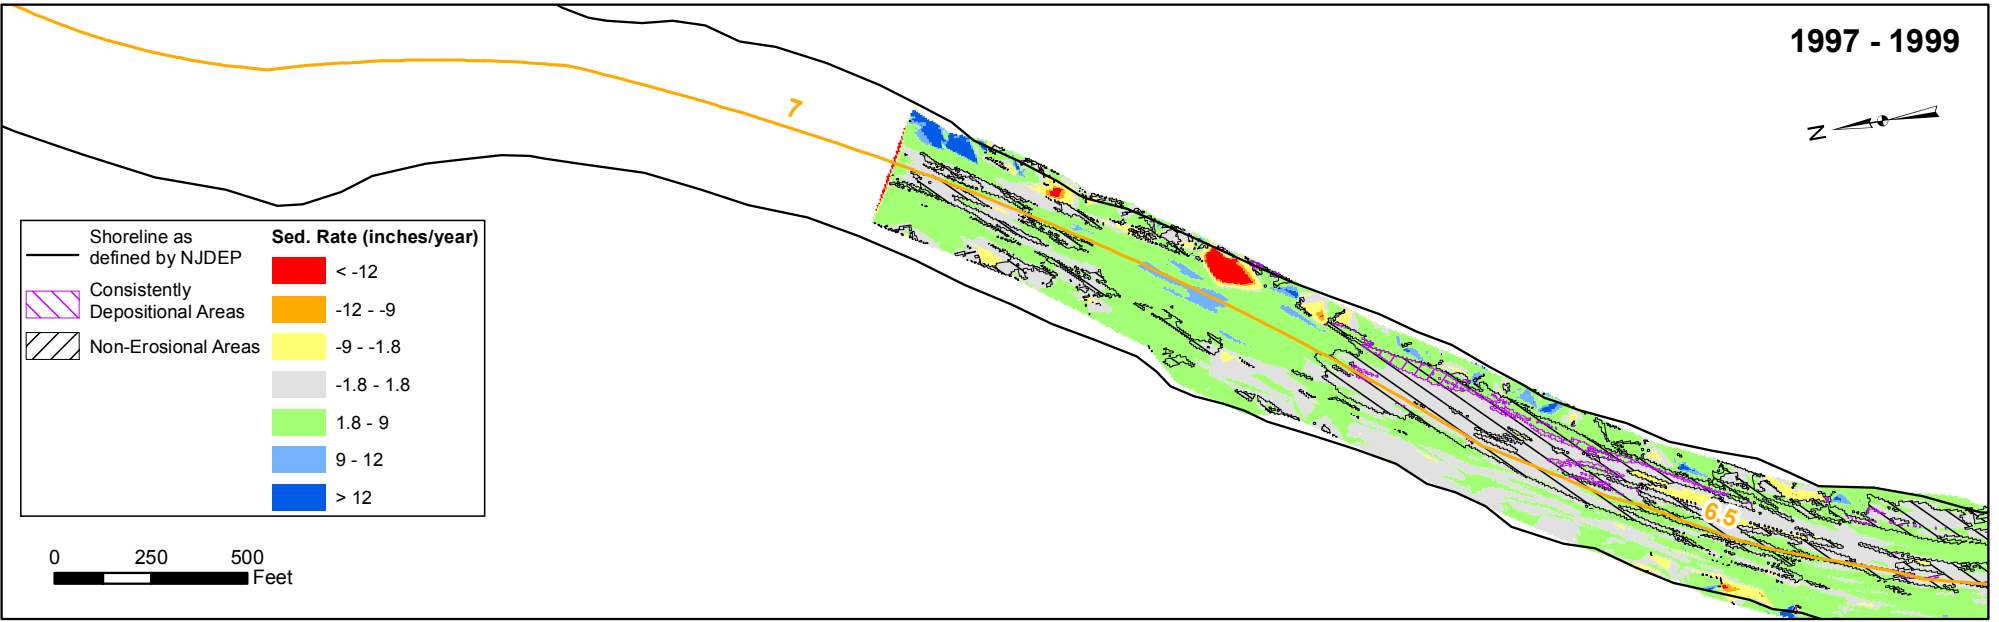 1997 - 1999
7
N
Shoreline as
defined by NJDEP
Consistently
Depositional Areas
Non-Erosional Areas
Sed. Rate (inches/year)
< -12
-12 - -9
-9 - -1.8
-1.8 - 1.8
1.8 - 9
9 - 12
> 12
6.5
0 250 500
Feet